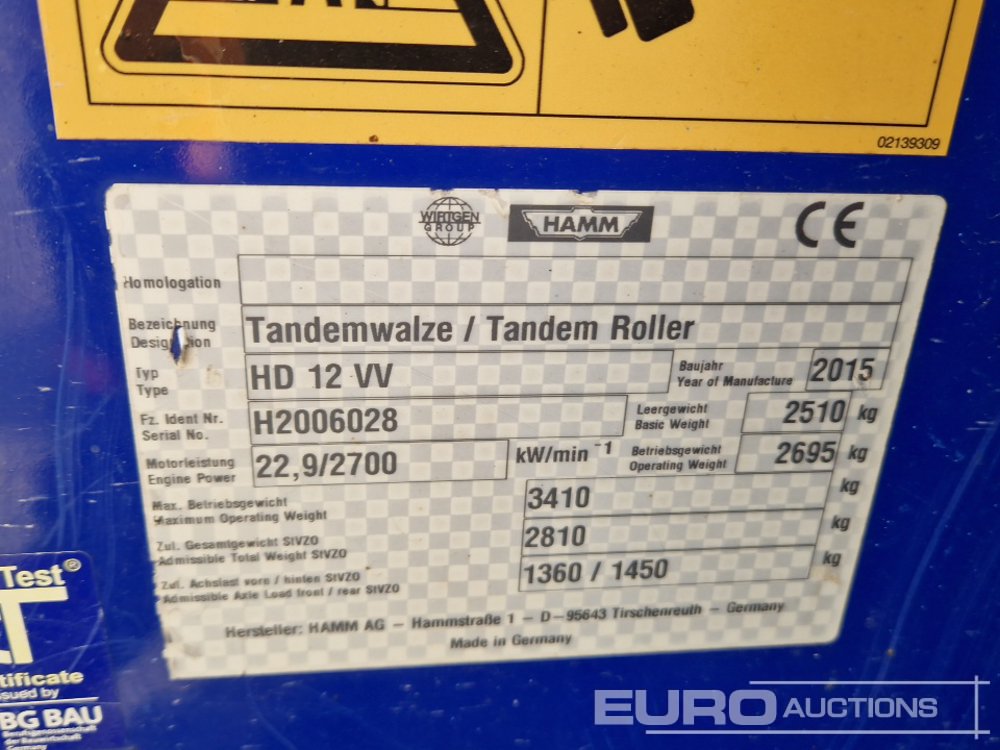 02139309
WIRTGEN
GROUP
HAMM
CE
Homologation
Bezeichnung
Tandemwalze / Tandem Roller
Typ
Type
HD 12 VV
Baujahr
Year of Manufacture
2015
Fz. Ident Nr.
Serial No.
H2006028
Leergewicht
Basic Weight
2510 kg
Motorleistung
Engine Power
22,9/2700 kW/min -1
Betriebsgewicht
Operating Weight
2695 kg
Max. Betriebsgewicht
Maximum Operating Weight
3410 kg
Zul. Gesamtgewicht StVZO
Admissible Total Weight StVZO
2810 kg
Zul. Achslast vorn / hinten StVZO
Admissible Axle Load front / rear StVZO
1360 / 1450 kg
Hersteller: HAMM AG – Hammstraße 1 – D–95643 Tirschenreuth – Germany
Made in Germany
Test®
BG BAU
Berufsgenossenschaft
der Bauwirtschaft
Germany
EURO AUCTIONS